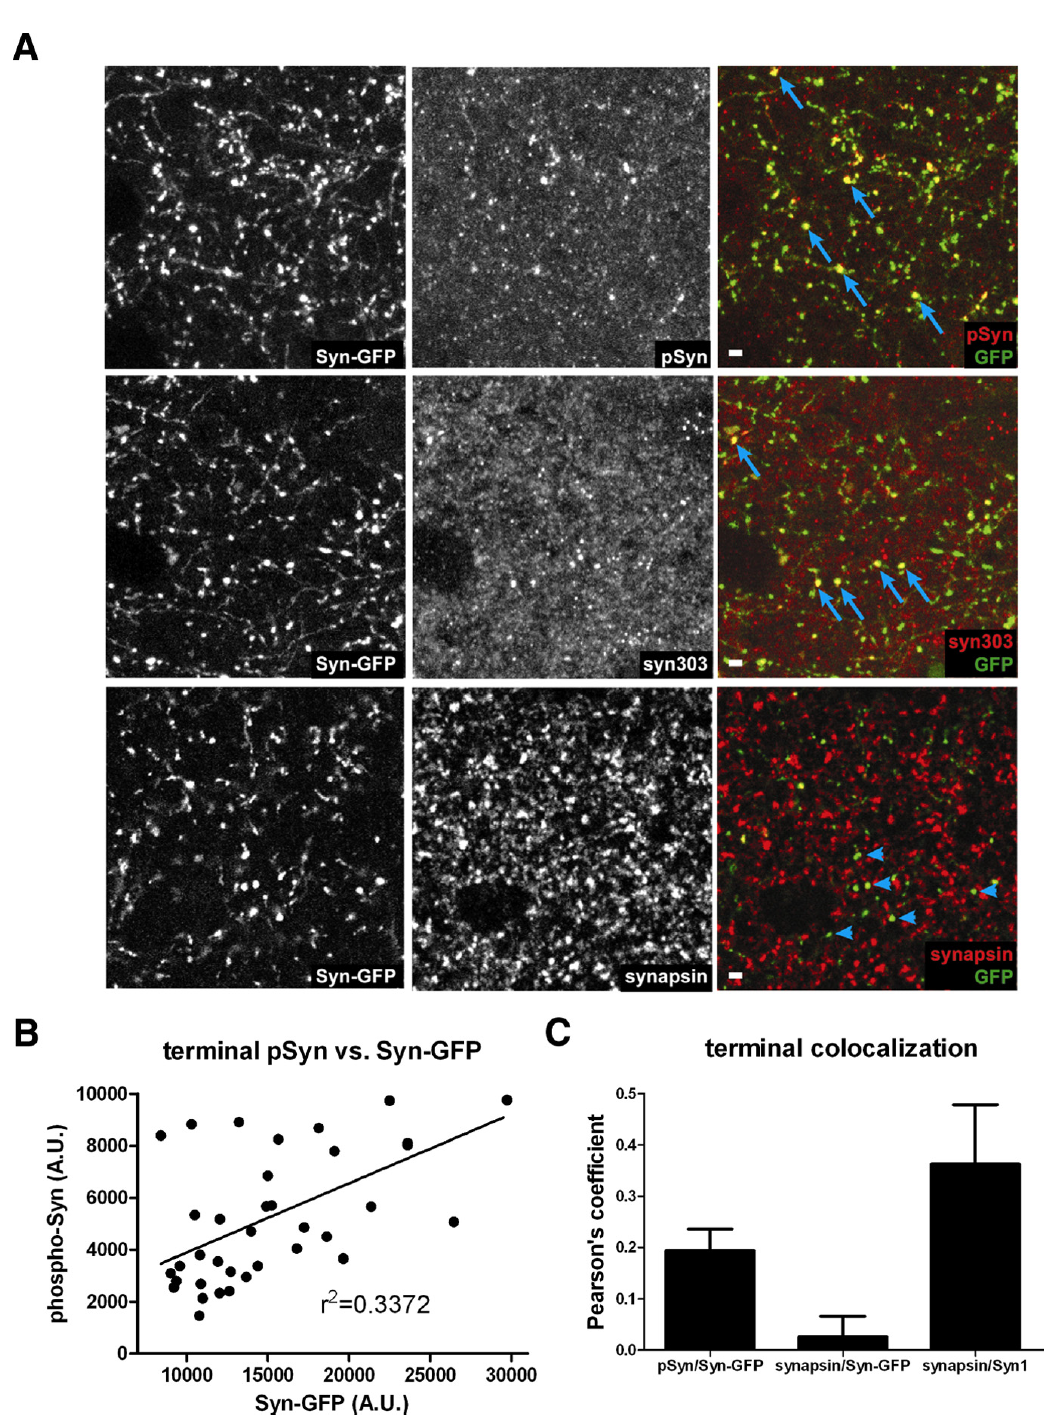 A
Syn-GFP
pSyn
pSyn
GFP
Syn-GFP
syn303
syn303
GFP
Syn-GFP
synapsin
synapsin
GFP
B
terminal pSyn vs. Syn-GFP
10000
8000
6000
4000
2000
0
phospho-Syn (A.U.)
r²=0.3372
10000 15000 20000 25000 30000
Syn-GFP (A.U.)
C
terminal colocalization
0.5
0.4
0.3
0.2
0.1
0.0
Pearson's coefficient
pSyn/Syn-GFP synapsin/Syn-GFP synapsin/Syn1